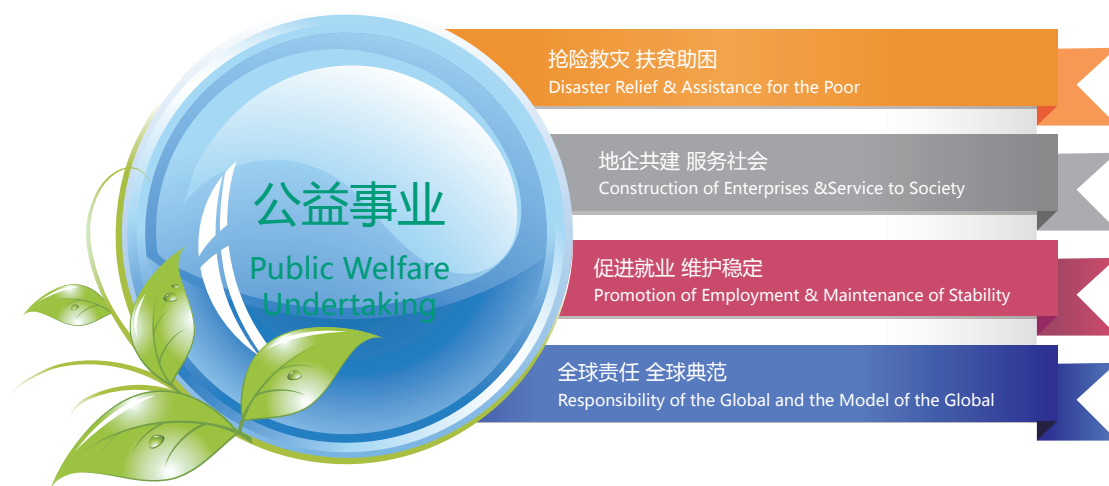 公益事业
Public Welfare
Undertaking
抢险救灾 扶贫助困
Disaster Relief & Assistance for the Poor
地企共建 服务社会
Construction of Enterprises &Service to Society
促进就业 维护稳定
Promotion of Employment & Maintenance of Stability
全球责任 全球典范
Responsibility of the Global and the Model of the Global